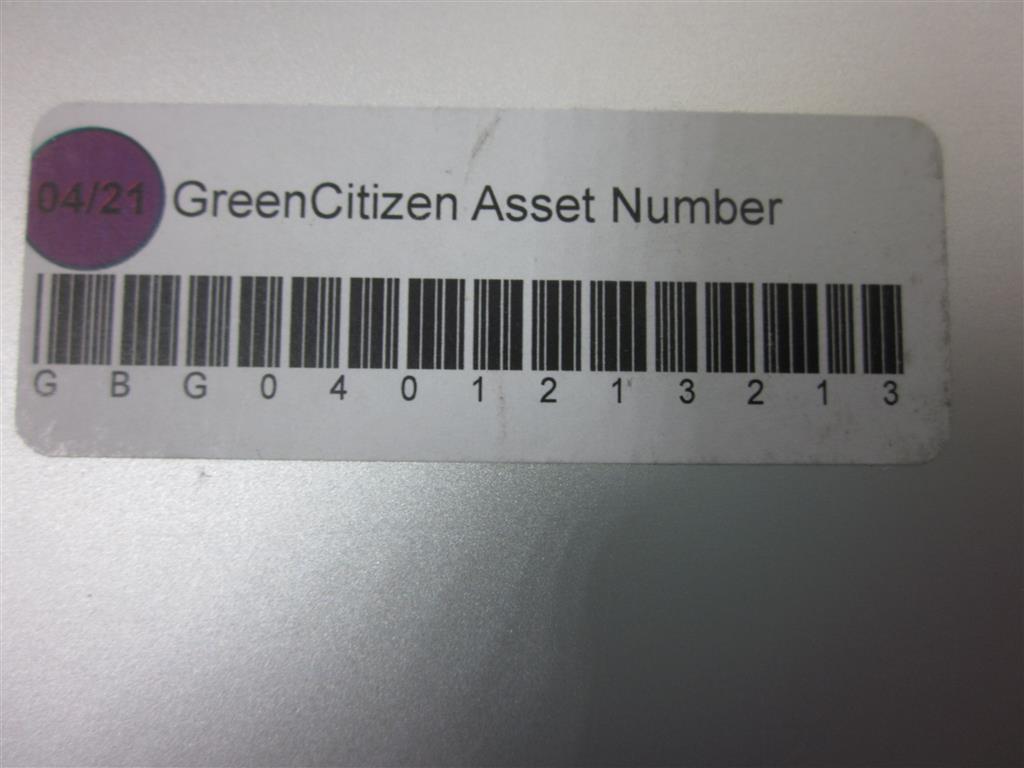 04/21 GreenCitizen Asset Number
G B G 0 4 0 1 2 1 3 2 1 3